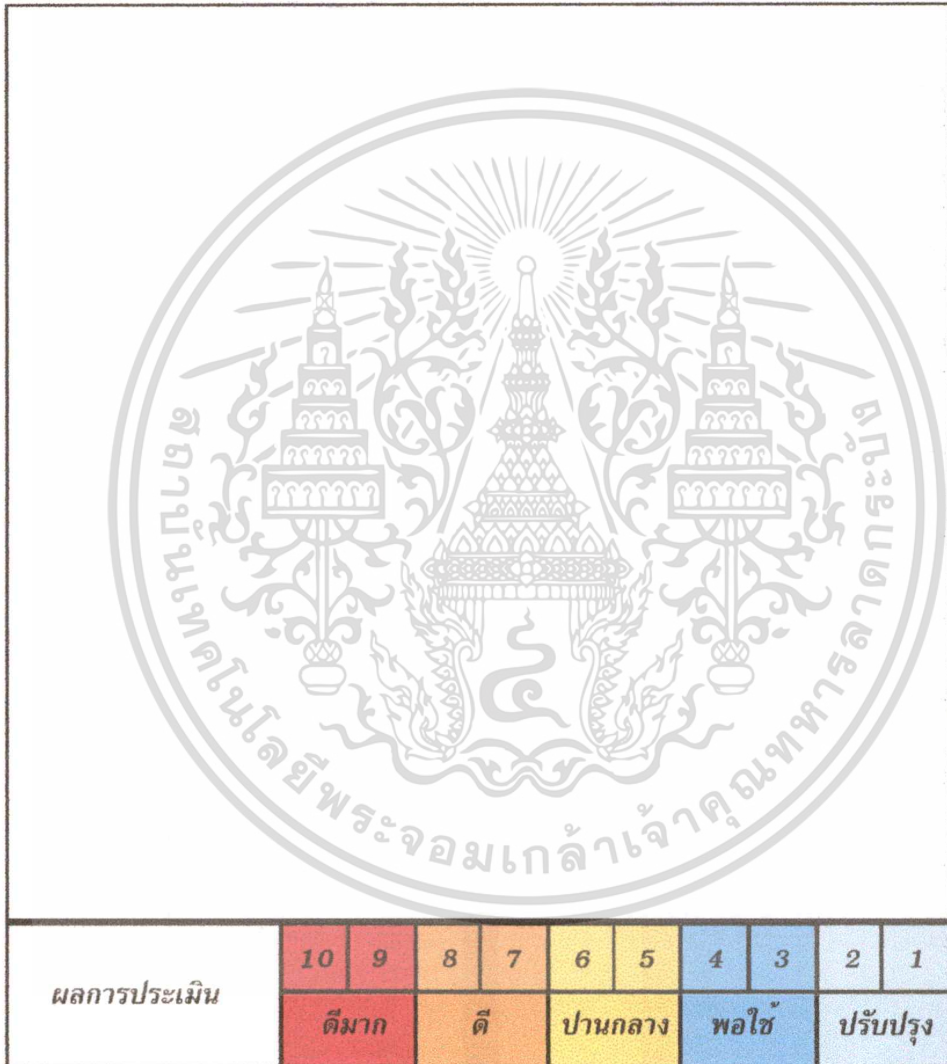 สถาบันเทคโนโลยีพระจอมเกล้าเจ้าคุณทหารลาดกระบัง
ผลการประเมิน 10 9 8 7 6 5 4 3 2 1
ดีมาก ดี ปานกลาง พอใช้ ปรับปรุง